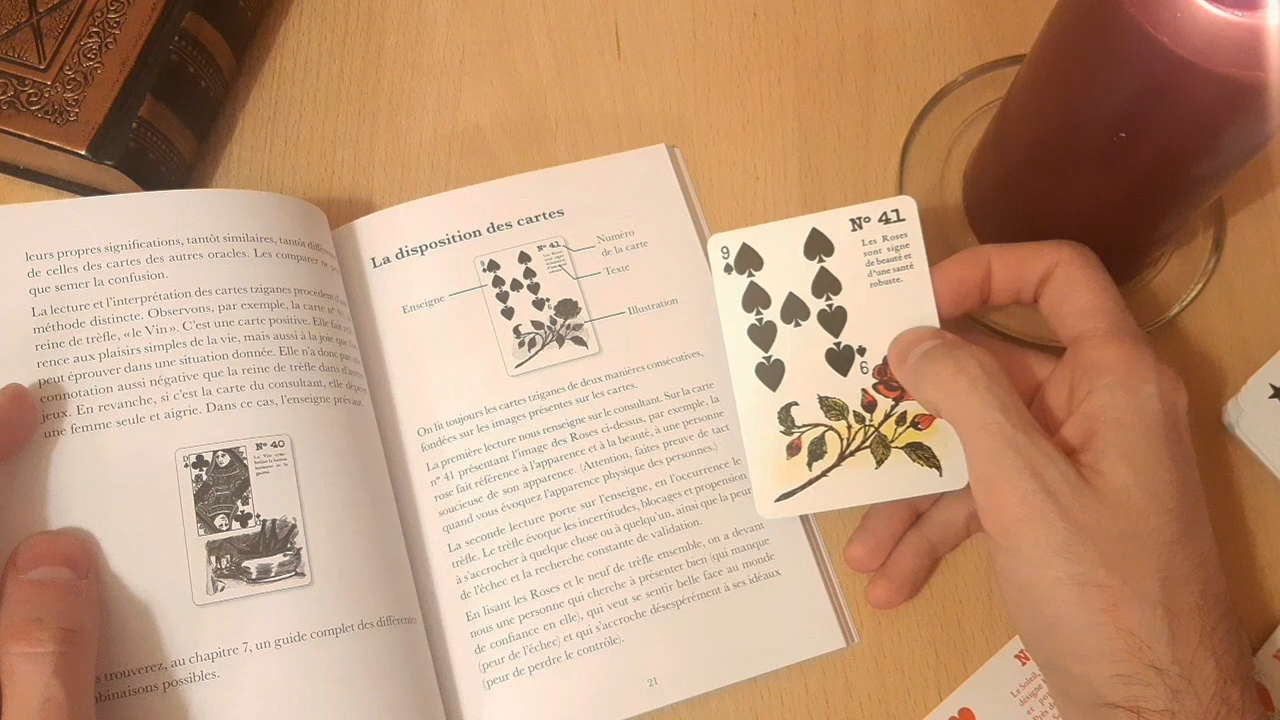 leurs propres significations, tantôt similaires, tantôt
de celles des cartes des autres oracles. Les comparer ne
que semer la confusion.
La lecture et l'interprétation des cartes tziganes
méthode distincte. Observons, par exemple, la carte nº 40,
reine de trèfle, «le Vin». C'est une carte positive. Elle fait
rence aux plaisirs simples de la vie, mais aussi à la joie que
peut éprouver dans une situation donnée. Elle n'a donc pas
connotation aussi négative que la reine de trèfle dans
jeux. En revanche, si c'est la carte du consultant, elle
une femme seule et aigrie. Dans ce cas, l'enseigne prévaut.
Nº 40
trouverez, au chapitre 7, un guide complet des
possibles.
La disposition des cartes
Nº 41
9
Numéro
de la carte
Texte
Enseigne
Illustration
On lit toujours les cartes tziganes de deux manières consécutives,
fondées sur les images présentes sur les cartes.
La première lecture nous renseigne sur le consultant. Sur la carte
nº 41 présentant l'image des Roses ci-dessus, par exemple, la
rose fait référence à l'apparence et à la beauté, à une personne
soucieuse de son apparence. (Attention, faites preuve de tact
quand vous évoquez l'apparence physique des personnes.)
La seconde lecture porte sur l'enseigne, en l'occurrence le
trèfle. Le trèfle évoque les incertitudes, blocages et propension
à s'accrocher à quelque chose ou à quelqu'un, ainsi que la peur
de l'échec et la recherche constante de validation.
En lisant les Roses et le neuf de trèfle ensemble, on a devant
nous une personne qui cherche à présenter bien (qui manque
de confiance en elle), qui veut se sentir belle face au monde
(peur de l'échec) et qui s'accroche désespérément à ses idéaux
(peur de perdre le contrôle).
21
Nº 41
9
Les Roses
sont signe
de beauté et
d'une santé
robuste.
9
Le Soleil,
désigne